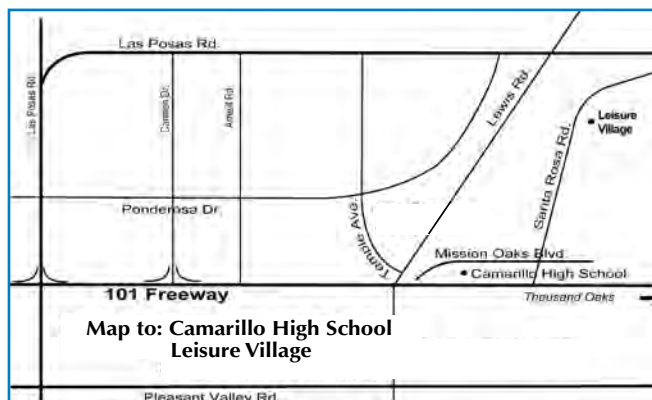 Las Posas Rd.
Las Posas Rd.
Carmen Dr.
Arneill Rd.
Lewis Rd.
Leisure
Village
Santa Rosa Rd.
Ponderosa Dr.
Temple Ave.
Mission Oaks Blvd.
Camarillo High School
101 Freeway
Thousand Oaks
Map to: Camarillo High School
Leisure Village
Pleasant Valley Rd.